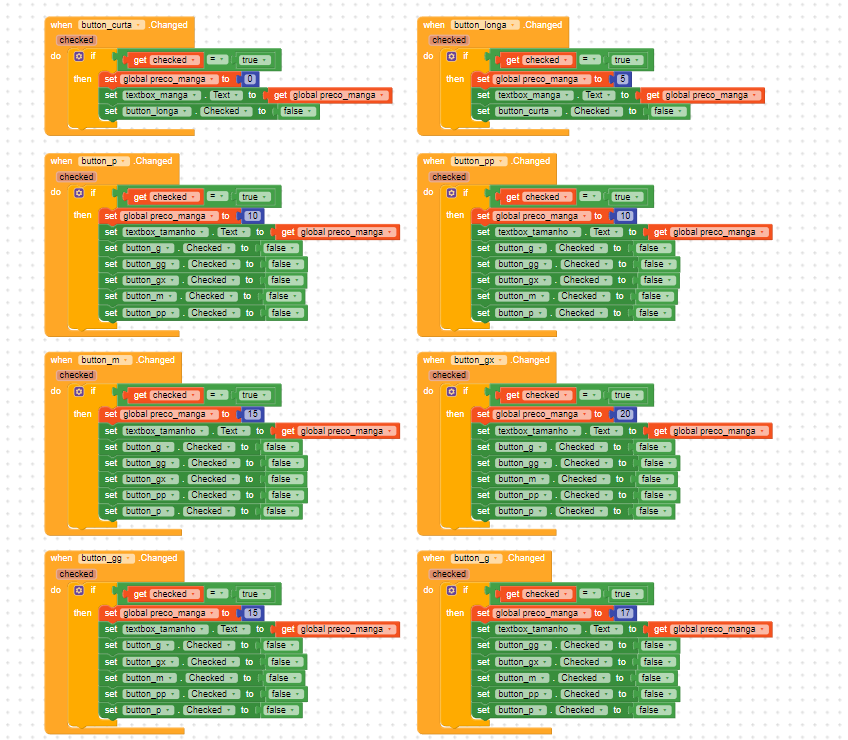 when button_curta .Changed
checked
do if get checked = true
then set global preco_manga to 0
set textbox_manga . Text to get global preco_manga
set button_longa . Checked to false
when button_longa .Changed
checked
do if get checked = true
then set global preco_manga to 5
set textbox_manga . Text to get global preco_manga
set button_curta . Checked to false
when button_p .Changed
checked
do if get checked = true
then set global preco_manga to 10
set textbox_tamanho . Text to get global preco_manga
set button_g . Checked to false
set button_gg . Checked to false
set button_gx . Checked to false
set button_m . Checked to false
set button_pp . Checked to false
when button_pp .Changed
checked
do if get checked = true
then set global preco_manga to 10
set textbox_tamanho . Text to get global preco_manga
set button_g . Checked to false
set button_gg . Checked to false
set button_gx . Checked to false
set button_m . Checked to false
set button_p . Checked to false
when button_m .Changed
checked
do if get checked = true
then set global preco_manga to 15
set textbox_tamanho . Text to get global preco_manga
set button_g . Checked to false
set button_gg . Checked to false
set button_gx . Checked to false
set button_pp . Checked to false
set button_p . Checked to false
when button_gx .Changed
checked
do if get checked = true
then set global preco_manga to 20
set textbox_tamanho . Text to get global preco_manga
set button_g . Checked to false
set button_gg . Checked to false
set button_m . Checked to false
set button_pp . Checked to false
set button_p . Checked to false
when button_gg .Changed
checked
do if get checked = true
then set global preco_manga to 15
set textbox_tamanho . Text to get global preco_manga
set button_g . Checked to false
set button_gx . Checked to false
set button_m . Checked to false
set button_pp . Checked to false
set button_p . Checked to false
when button_g .Changed
checked
do if get checked = true
then set global preco_manga to 17
set textbox_tamanho . Text to get global preco_manga
set button_gg . Checked to false
set button_gx . Checked to false
set button_m . Checked to false
set button_pp . Checked to false
set button_p . Checked to false